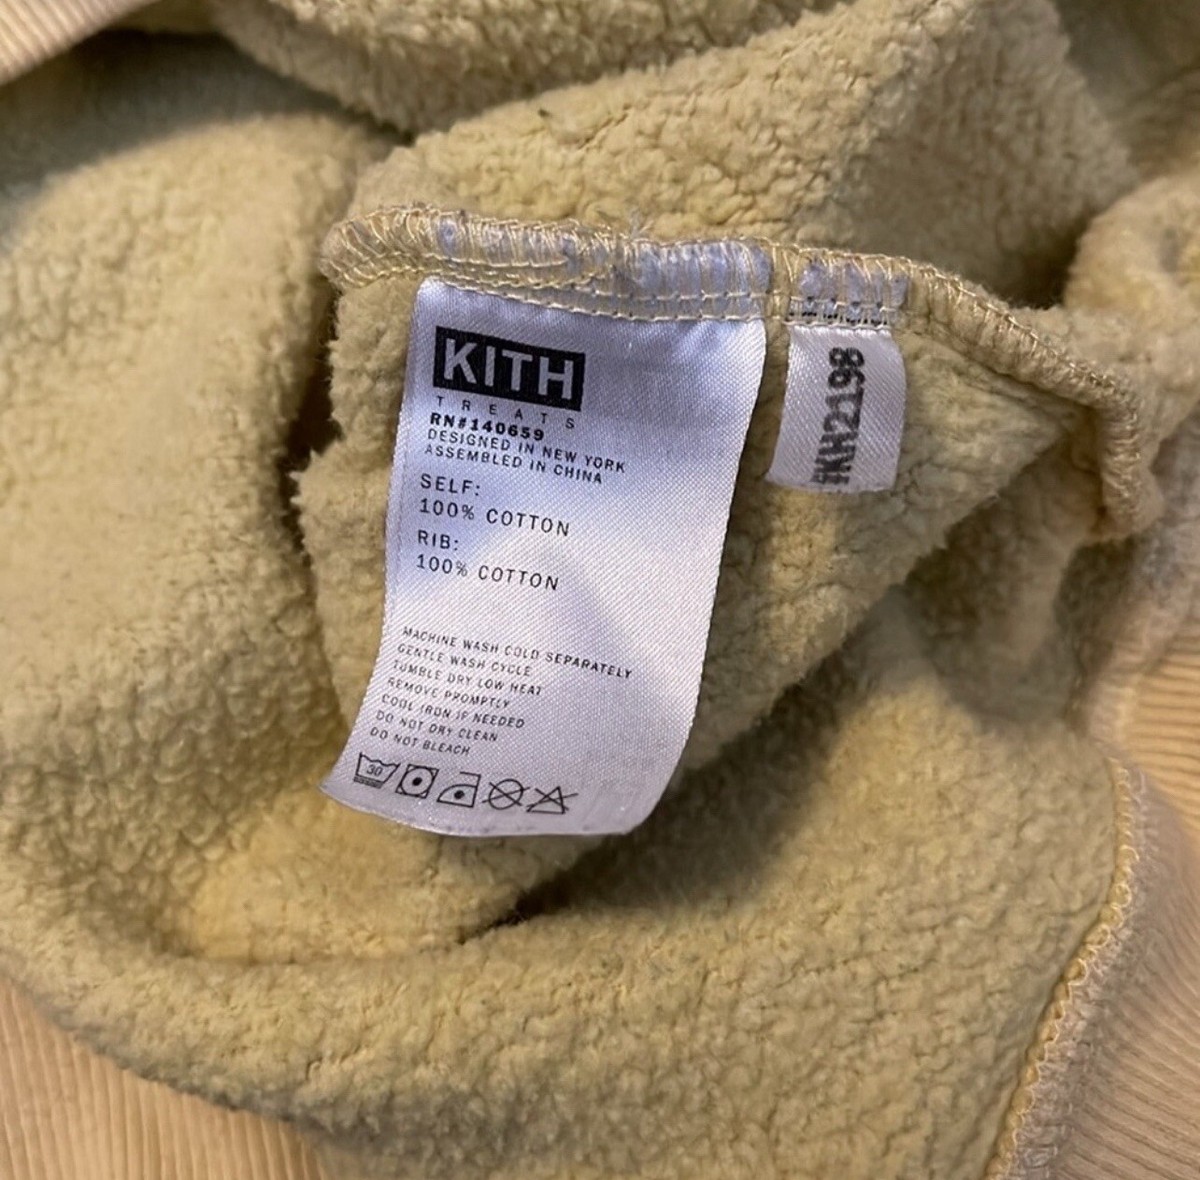 KITH
TREATS
RN#140659
DESIGNED IN NEW YORK
ASSEMBLED IN CHINA
SELF:
100% COTTON
RIB:
100% COTTON
MACHINE WASH COLD SEPARATELY
GENTLE WASH CYCLE
TUMBLE DRY LOW HEAT
REMOVE PROMPTLY
COOL IRON IF NEEDED
DO NOT DRY CLEAN
DO NOT BLEACH
30
#KH2198